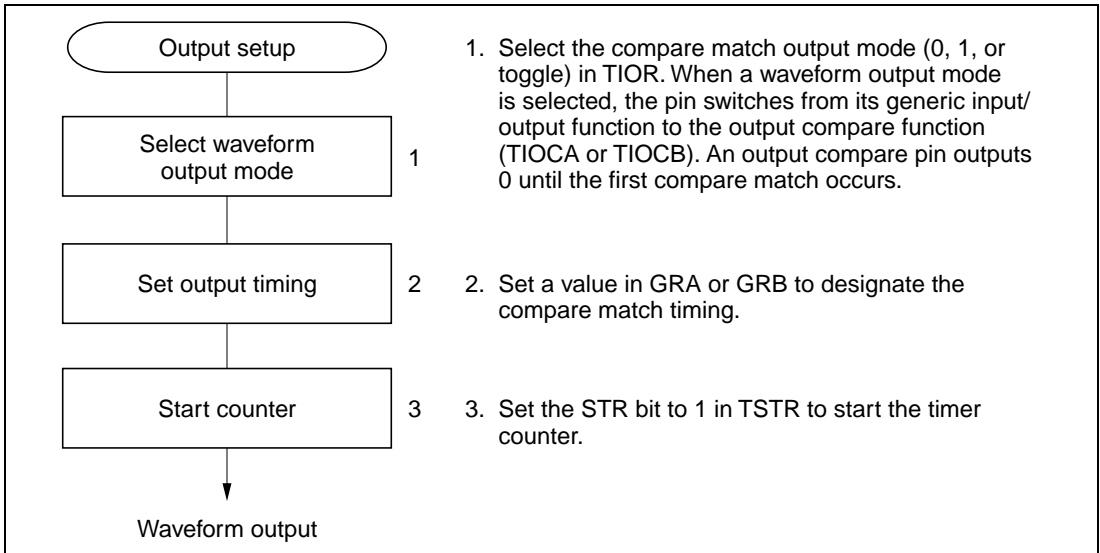 Output setup
Select waveform
output mode
1
1. Select the compare match output mode (0, 1, or
toggle) in TIOR. When a waveform output mode
is selected, the pin switches from its generic input/
output function to the output compare function
(TIOCA or TIOCB). An output compare pin outputs
0 until the first compare match occurs.
Set output timing
2
2. Set a value in GRA or GRB to designate the
compare match timing.
Start counter
3
3. Set the STR bit to 1 in TSTR to start the timer
counter.
Waveform output